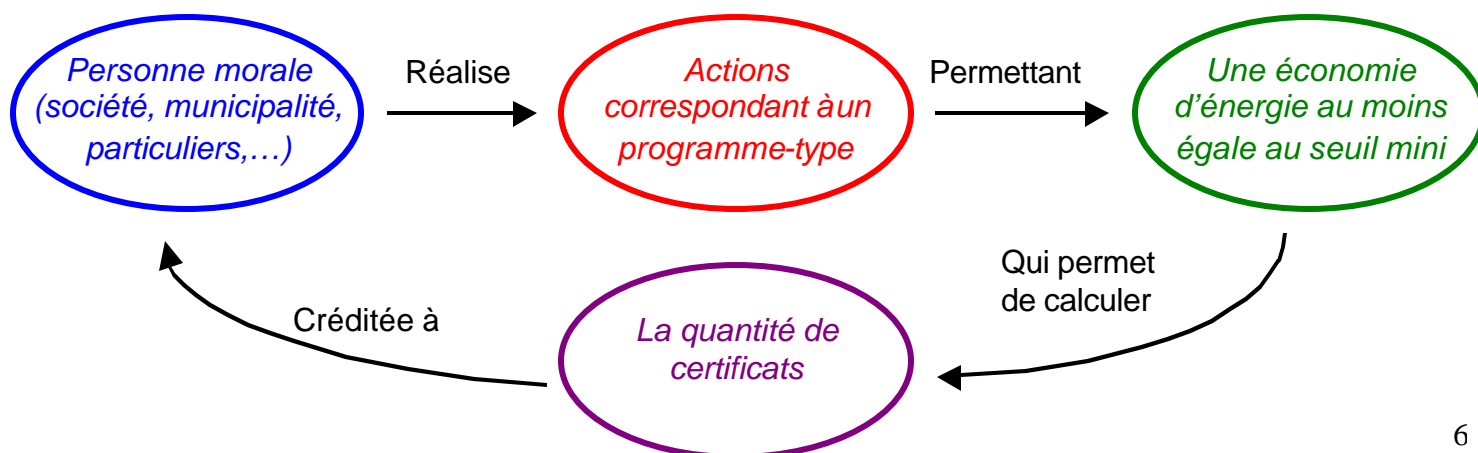 Personne morale
(société, municipalité,
particuliers,…)
Réalise
Actions
correspondant àun
programme-type
Permettant
Une économie
d’énergie au moins
égale au seuil mini
Qui permet
de calculer
La quantité de
certificats
Créditée à
6